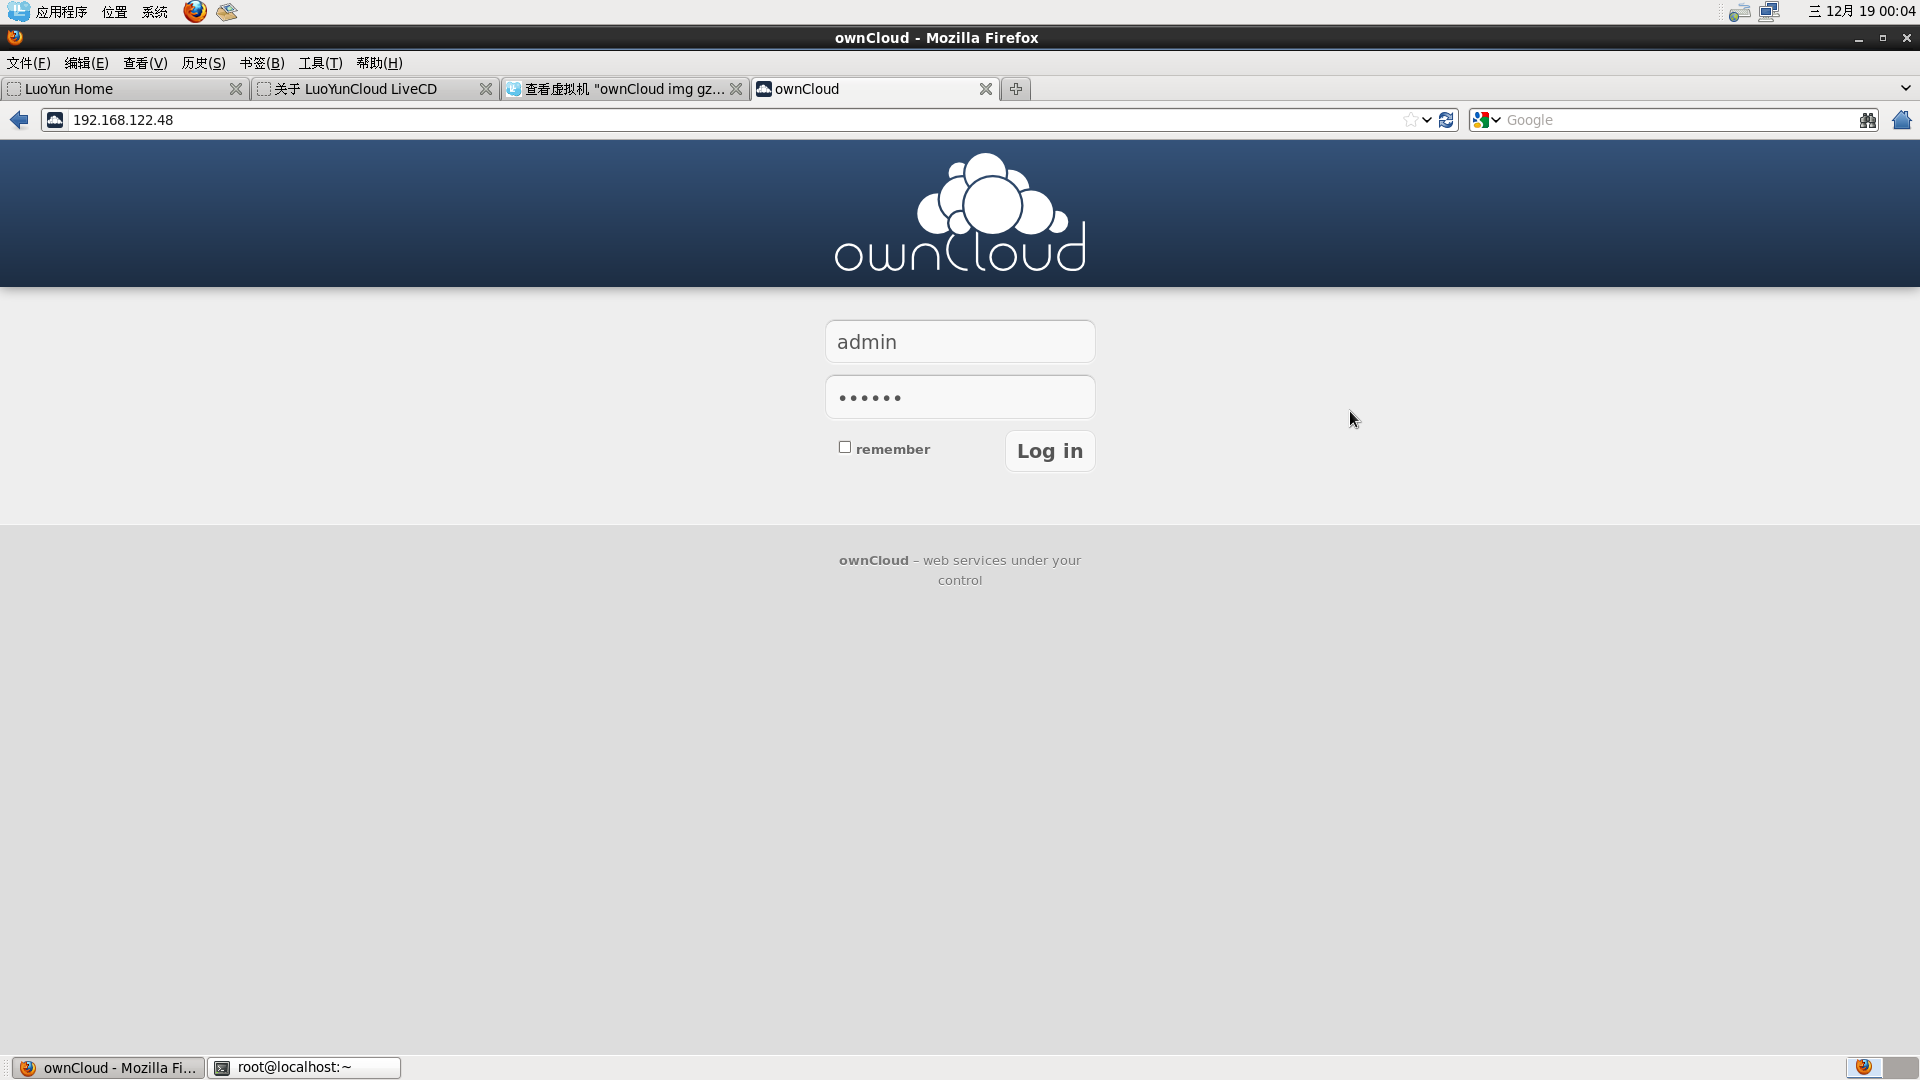 应用程序 位置 系统 三 12月 19 00:04
ownCloud - Mozilla Firefox
文件(F) 编辑(E) 查看(V) 历史(S) 书签(B) 工具(T) 帮助(H)
LuoYun Home 关于 LuoYunCloud LiveCD 查看虚拟机 "ownCloud img gz... ownCloud
192.168.122.48 Google
ownCloud
admin
••••••
remember Log in
ownCloud – web services under your
control
ownCloud - Mozilla Fi... root@localhost:~